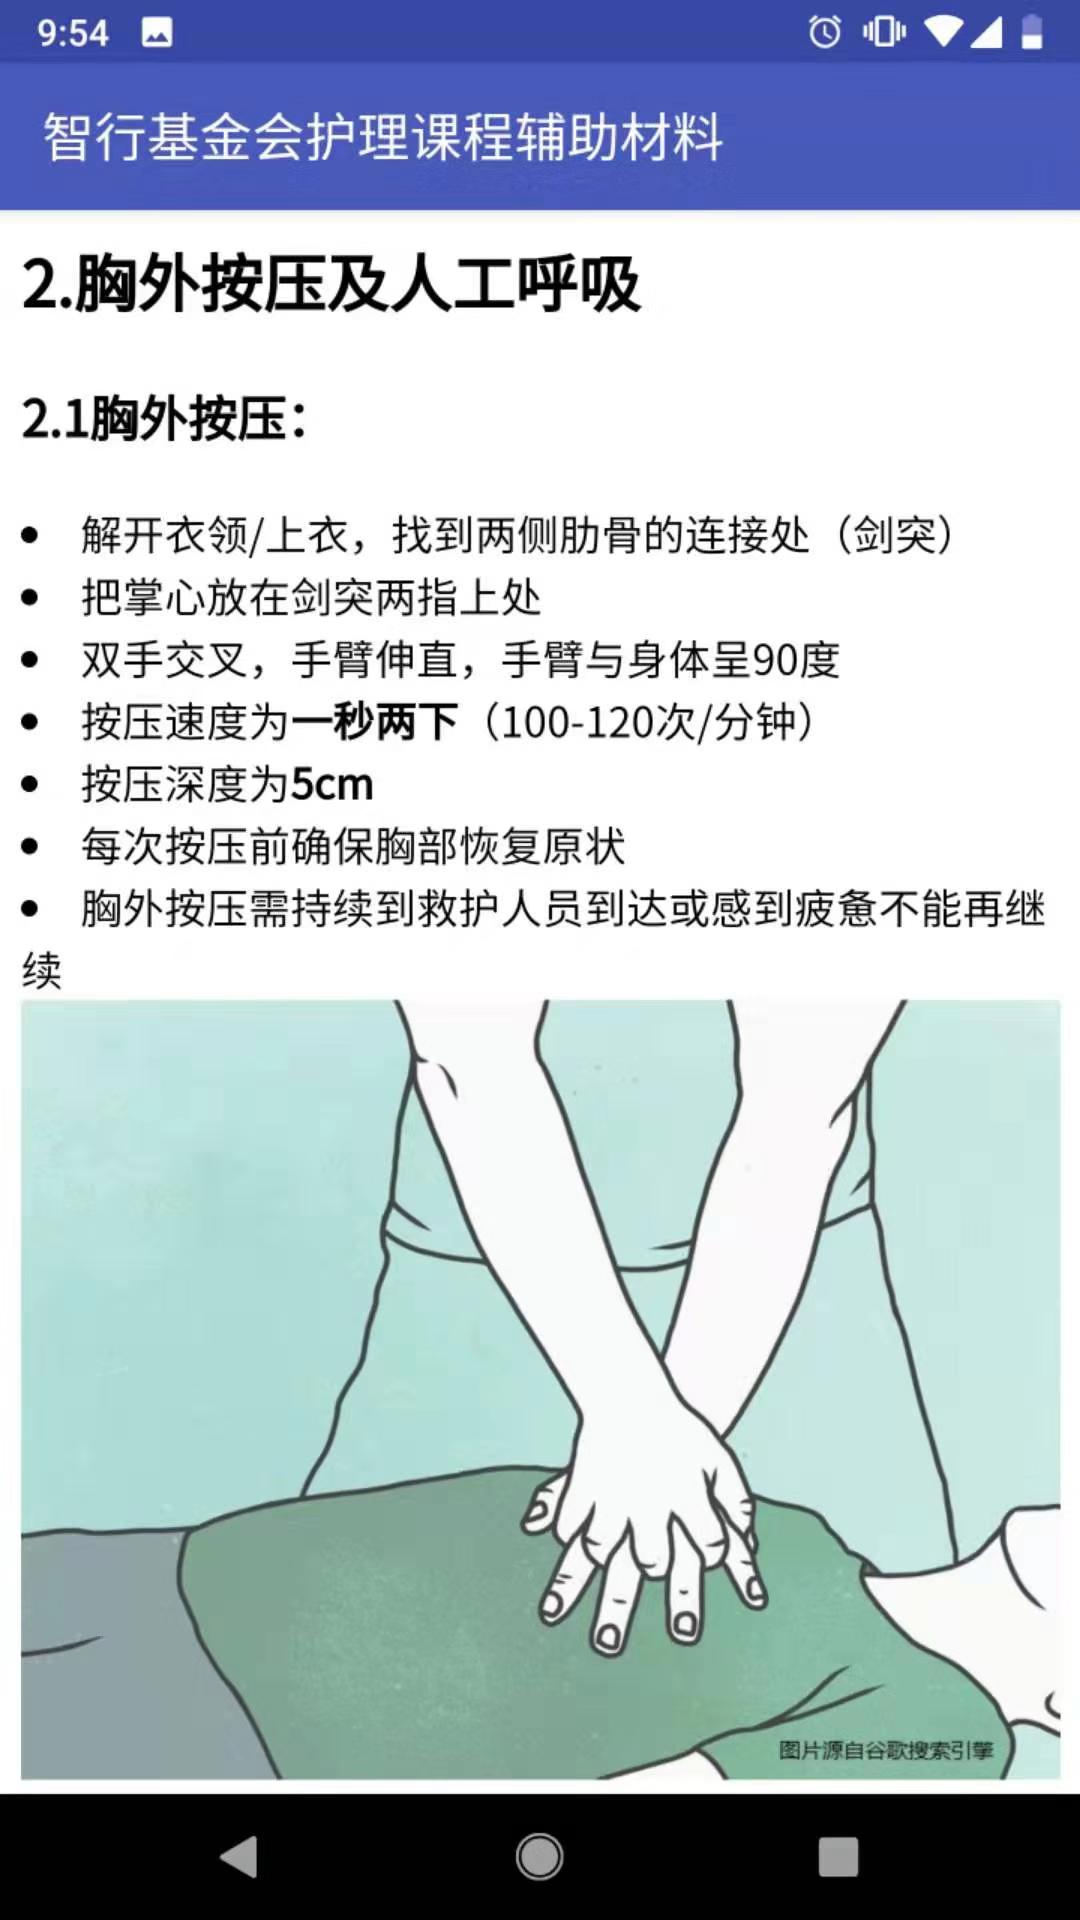 9:54
智行基金会护理课程辅助材料
2.胸外按压及人工呼吸
2.1胸外按压：
• 解开衣领/上衣，找到两侧肋骨的连接处（剑突）
• 把掌心放在剑突两指上处
• 双手交叉，手臂伸直，手臂与身体呈90度
• 按压速度为一秒两下（100-120次/分钟）
• 按压深度为5cm
• 每次按压前确保胸部恢复原状
• 胸外按压需持续到救护人员到达或感到疲惫不能再继
续
图片源自谷歌搜索引擎